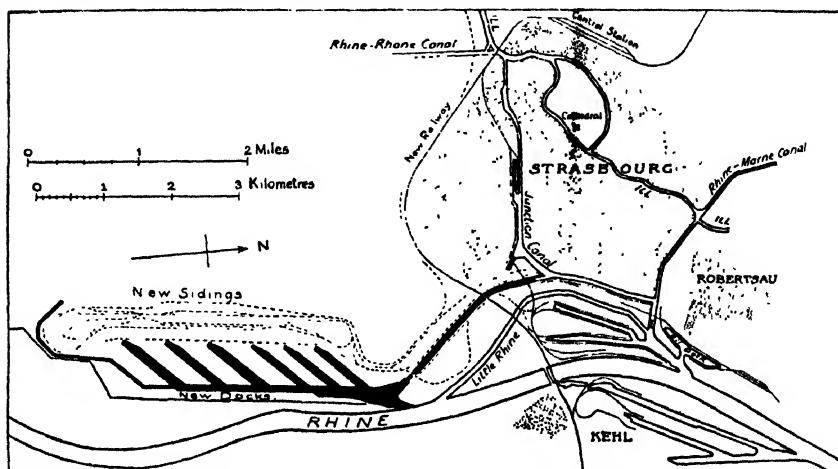 ILL
Central Station
Rhine-Rhone Canal
Cathedral
New Railway
0 1 2 Miles
0 1 2 3 Kilometres
STRASBOURG
Rhine-Marne Canal
ILL
ILL
Junction Canal
N
ROBERTSAU
New Sidings
Little Rhine
New Docks
RHINE
KEHL